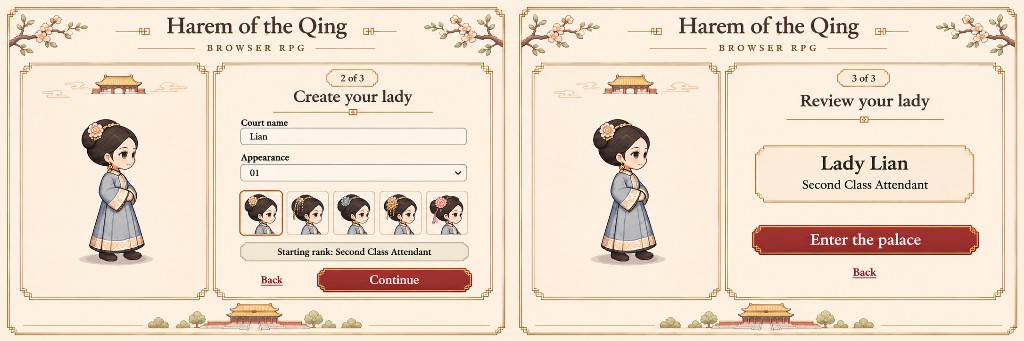 Harem of the Qing
BROWSER RPG
2 of 3
Create your lady
Court name
Lian
Appearance
01
Starting rank: Second Class Attendant
Back
Continue
Harem of the Qing
BROWSER RPG
3 of 3
Review your lady
Lady Lian
Second Class Attendant
Enter the palace
Back